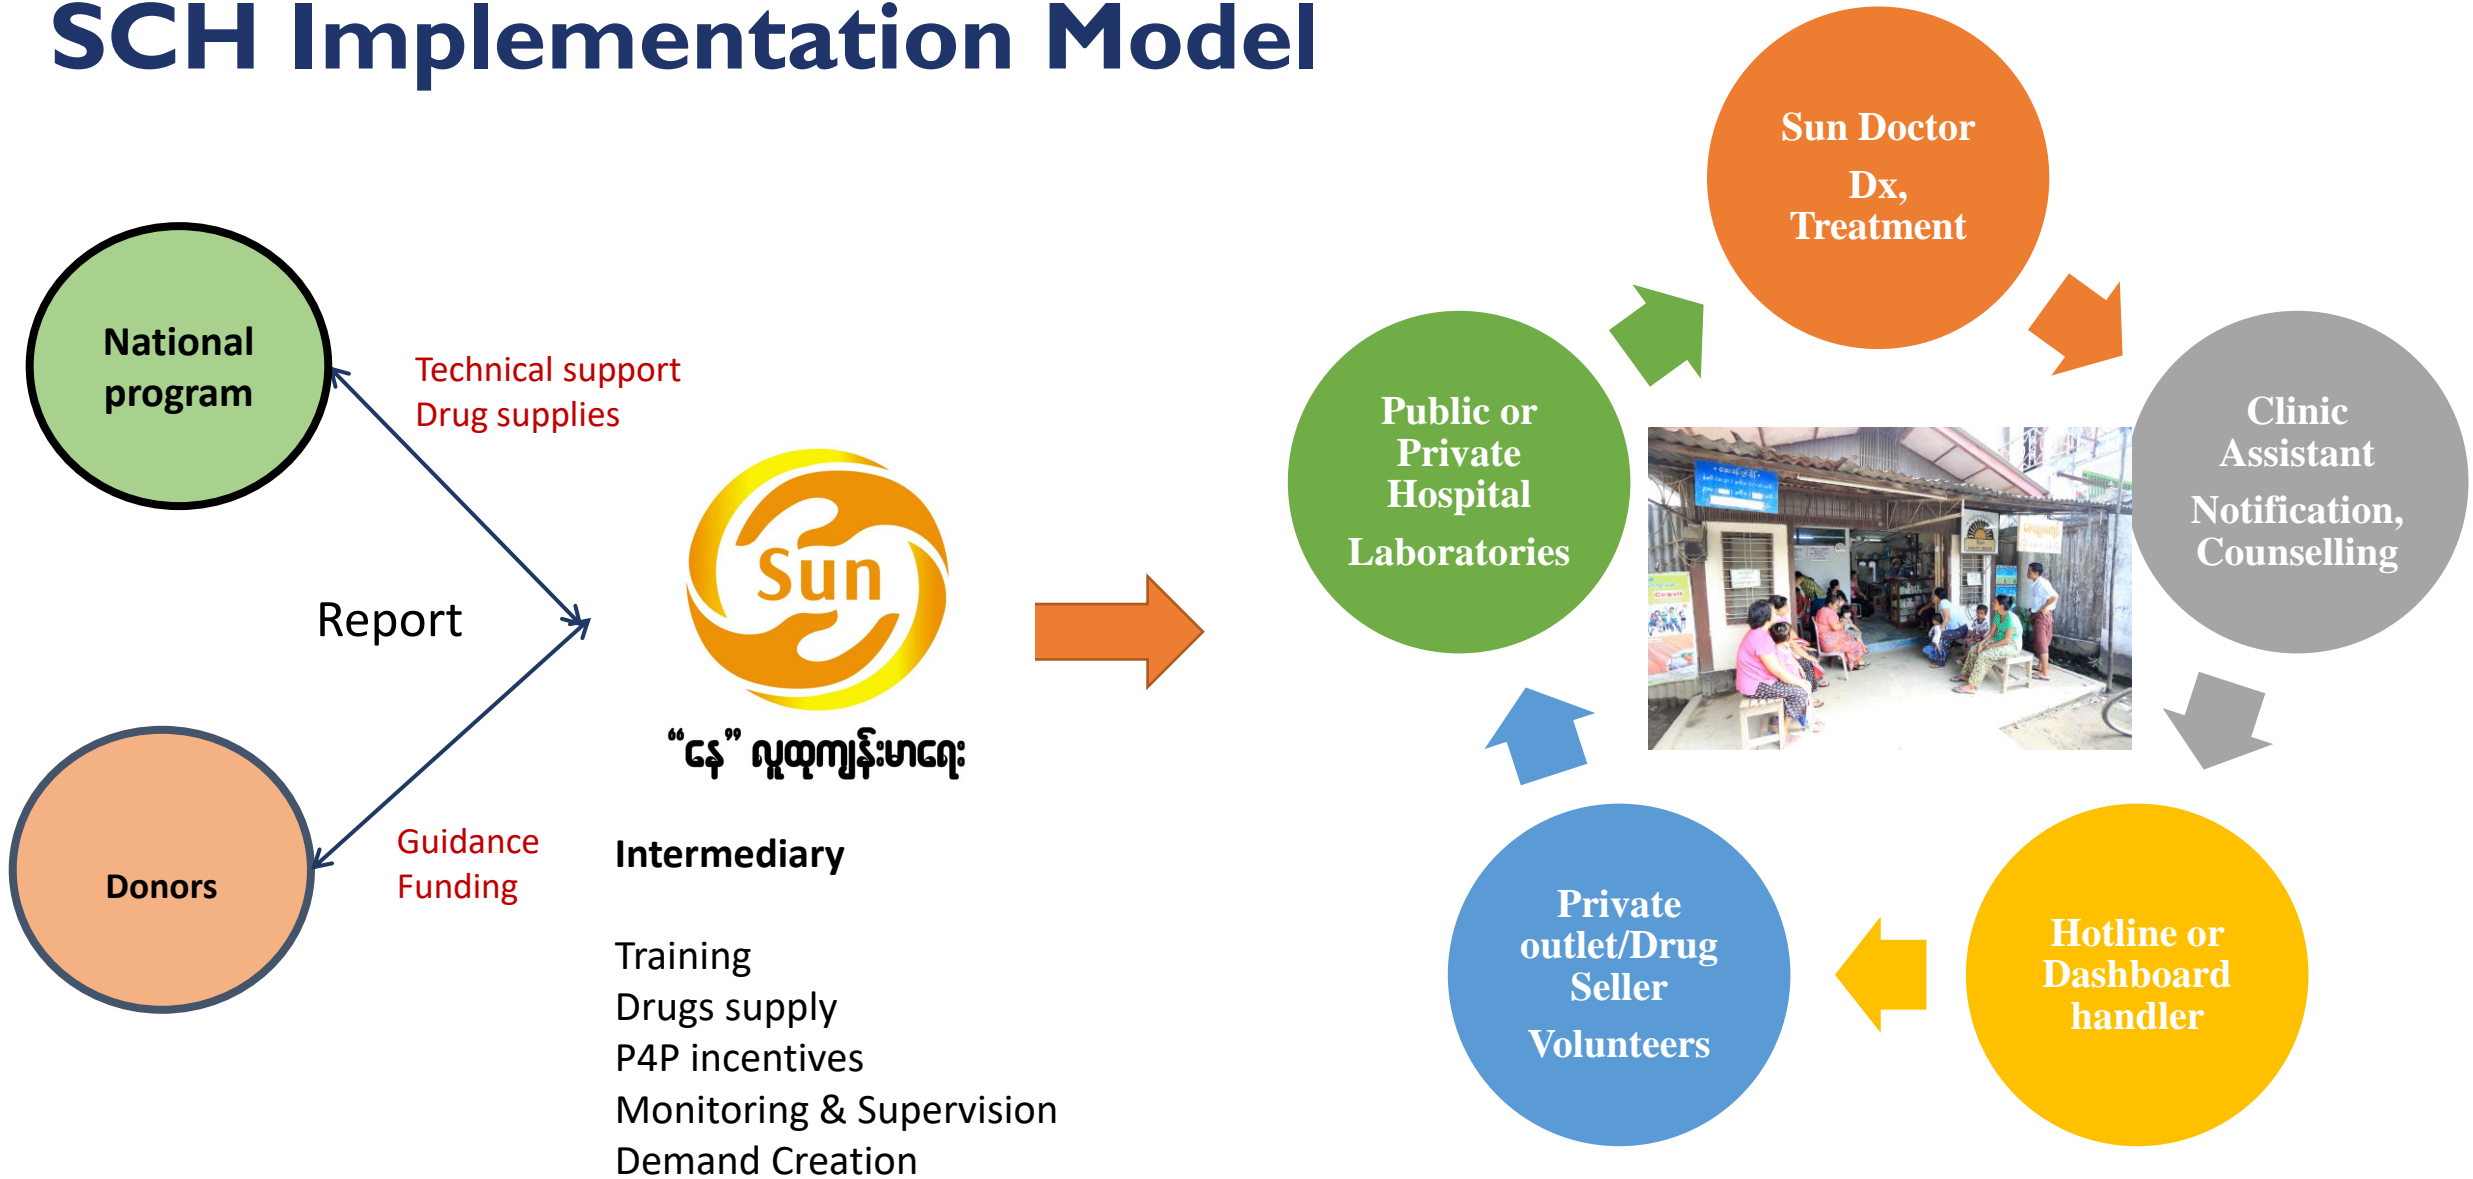 SCH Implementation Model
National
program
Technical support
Drug supplies
Report
Donors
Guidance
Funding
Sun
“နေ” လူထုကျန်းမာရေး
Intermediary
Training
Drugs supply
P4P incentives
Monitoring & Supervision
Demand Creation
Sun Doctor
Dx,
Treatment
Clinic
Assistant
Notification,
Counselling
Hotline or
Dashboard
handler
Private
outlet/Drug
Seller
Volunteers
Public or
Private
Hospital
Laboratories